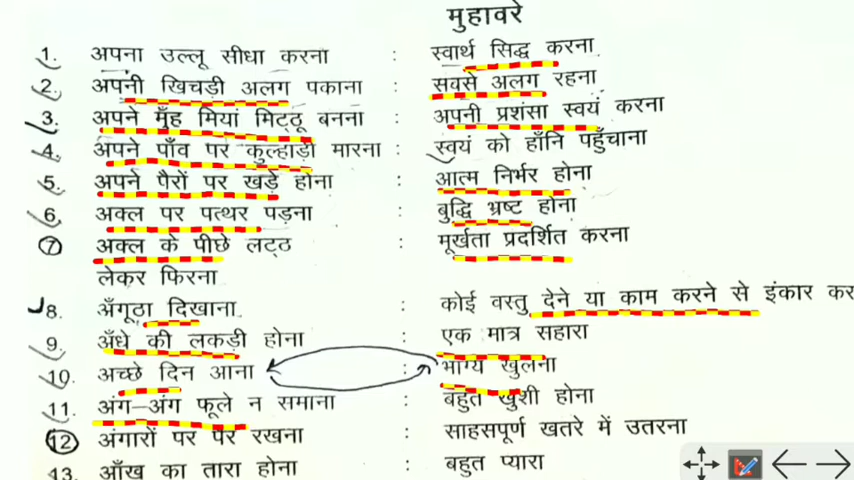 मुहावरे
1. अपना उल्लू सीधा करना : स्वार्थ सिद्ध करना
2. अपनी खिचड़ी अलग पकाना : सबसे अलग रहना
3. अपने मुँह मियां मिट्ठू बनना : अपनी प्रशंसा स्वयं करना
4. अपने पाँव पर कुल्हाड़ी मारना : स्वयं को हाँनि पहुँचाना
5. अपने पैरों पर खड़े होना : आत्म निर्भर होना
6. अक्ल पर पत्थर पड़ना : बुद्धि भ्रष्ट होना
7 अक्ल के पीछे लट्ठ : मूर्खता प्रदर्शित करना
लेकर फिरना
8. अँगूठा दिखाना : कोई वस्तु देने या काम करने से इंकार कर
9. अँधे की लकड़ी होना : एक मात्र सहारा
10. अच्छे दिन आना : भाग्य खुलना
11. अंग–अंग फूले न समाना : बहुत खुशी होना
12 अंगारों पर पैर रखना : साहसपूर्ण खतरे में उतरना
13. आँख का तारा होना : बहुत प्यारा